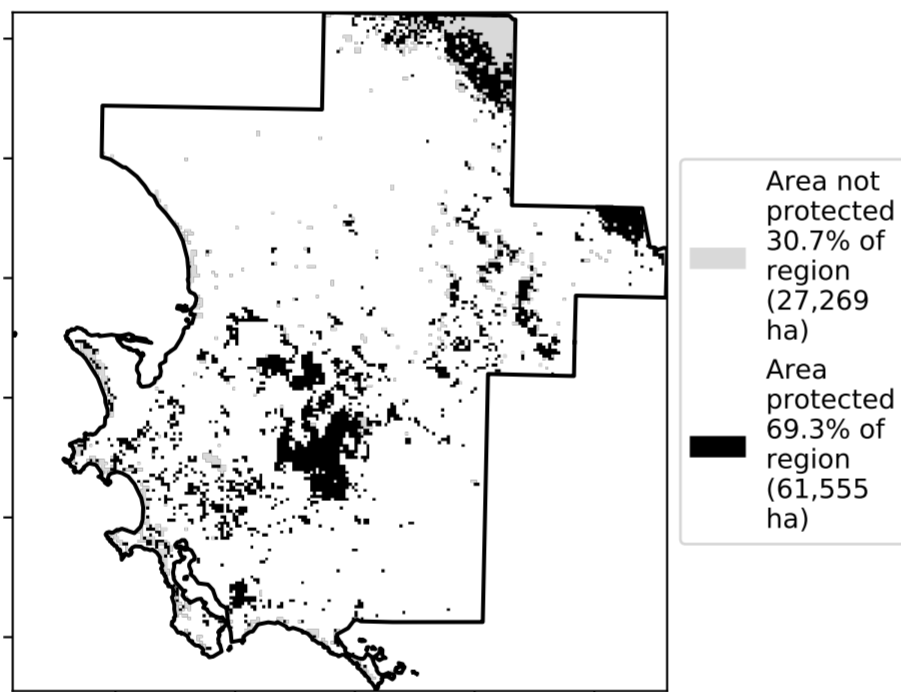 Area not
protected
30.7% of
region
(27,269
ha)
Area
protected
69.3% of
region
(61,555
ha)